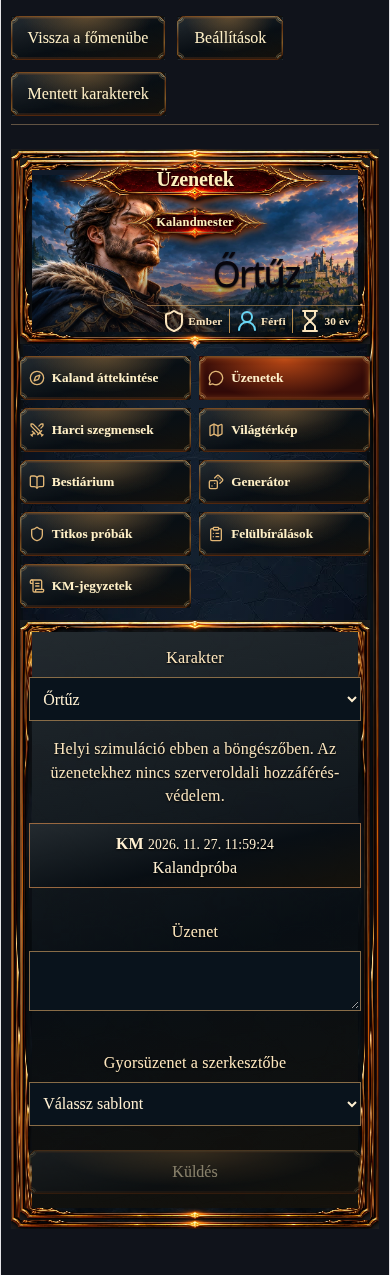 Vissza a főmenübe
Beállítások
Mentett karakterek
Üzenetek
Kalandmester
Őrtűz
Ember
Férfi
30 év
Kaland áttekintése
Üzenetek
Harci szegmensek
Világtérkép
Bestiárium
Generátor
Titkos próbák
Felülbírálások
KM-jegyzetek
Karakter
Őrtűz
Helyi szimuláció ebben a böngészőben. Az
üzenetekhez nincs szerveroldali hozzáférés-
védelem.
KM 2026. 11. 27. 11:59:24
Kalandpróba
Üzenet
Gyorsüzenet a szerkesztőbe
Válassz sablont
Küldés